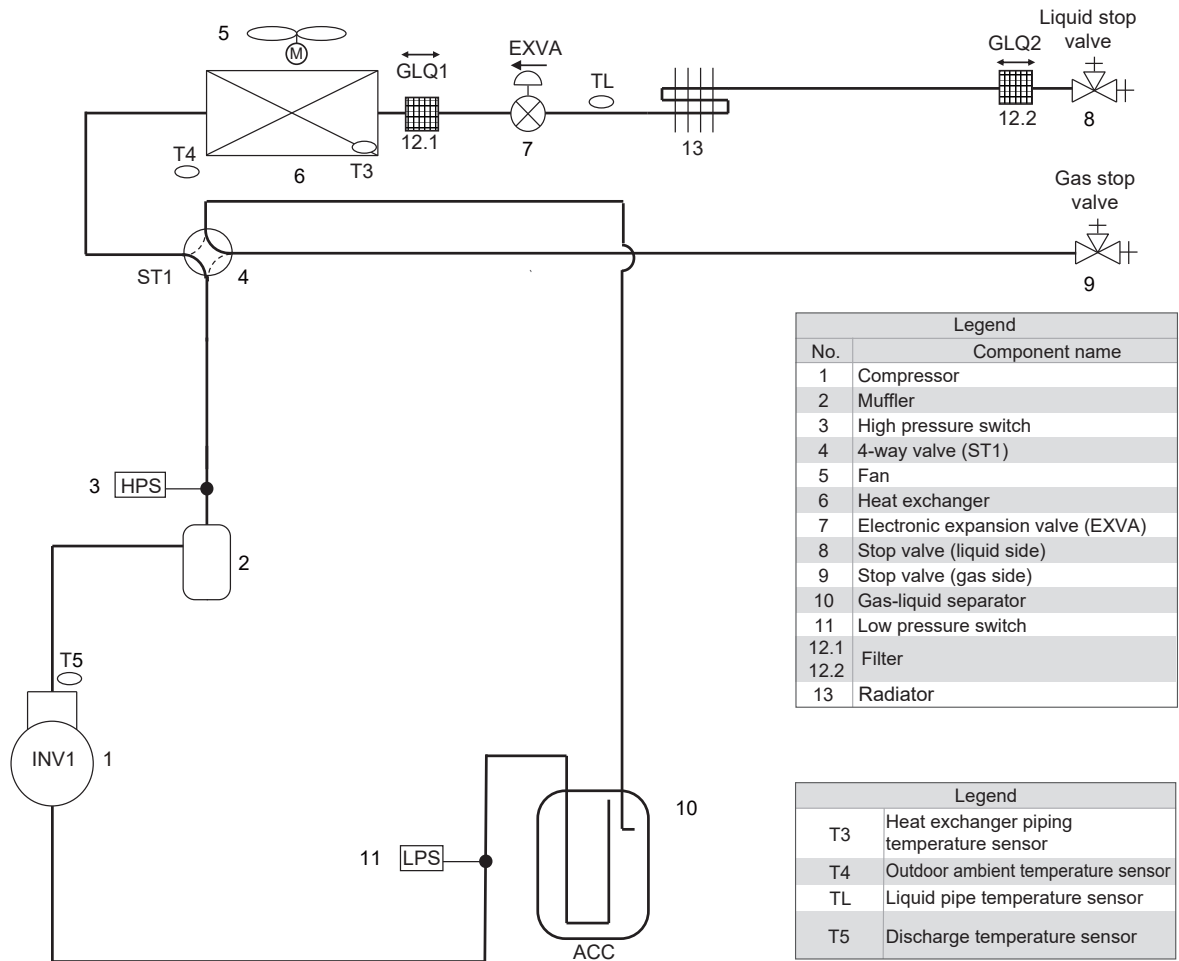 Liquid stop
valve
5
M
EXVA
GLQ1
GLQ2
TL
12.1
7
13
12.2
8
T4
6
T3
Gas stop
valve
ST1
4
9
3 HPS
2
T5
INV1
1
11 LPS
10
ACC
Legend
No. Component name
1 Compressor
2 Muffler
3 High pressure switch
4 4-way valve (ST1)
5 Fan
6 Heat exchanger
7 Electronic expansion valve (EXVA)
8 Stop valve (liquid side)
9 Stop valve (gas side)
10 Gas-liquid separator
11 Low pressure switch
12.1
12.2
Filter
13 Radiator
Legend
T3 Heat exchanger piping
temperature sensor
T4 Outdoor ambient temperature sensor
TL Liquid pipe temperature sensor
T5 Discharge temperature sensor